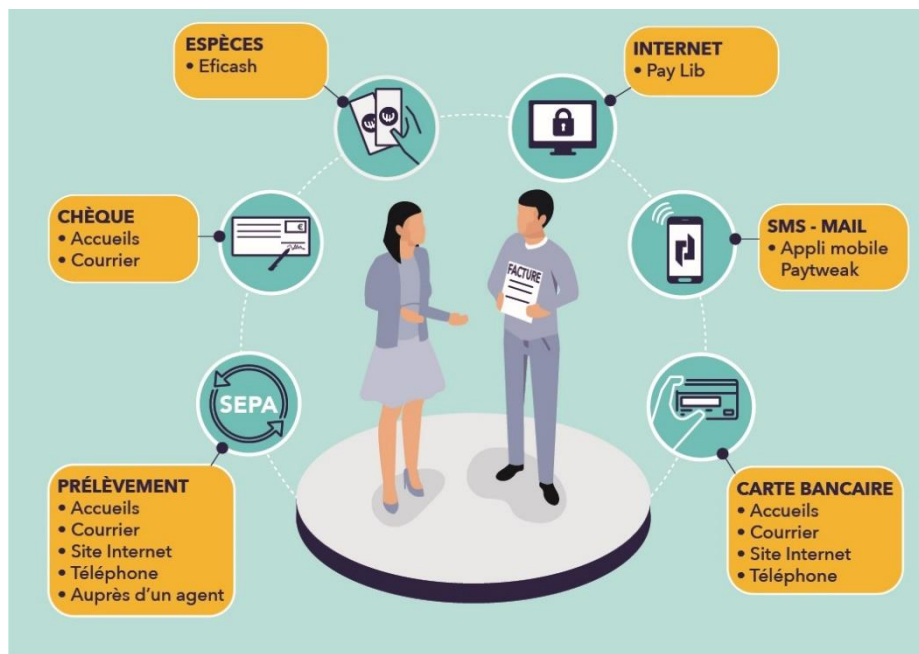 ESPÈCES
• Eficash
INTERNET
• Pay Lib
CHÈQUE
• Accueils
• Courrier
€
SMS - MAIL
• Appli mobile
Paytweak
FACTURE
SEPA
PRÉLÈVEMENT
• Accueils
• Courrier
• Site Internet
• Téléphone
• Auprès d'un agent
CARTE BANCAIRE
• Accueils
• Courrier
• Site Internet
• Téléphone